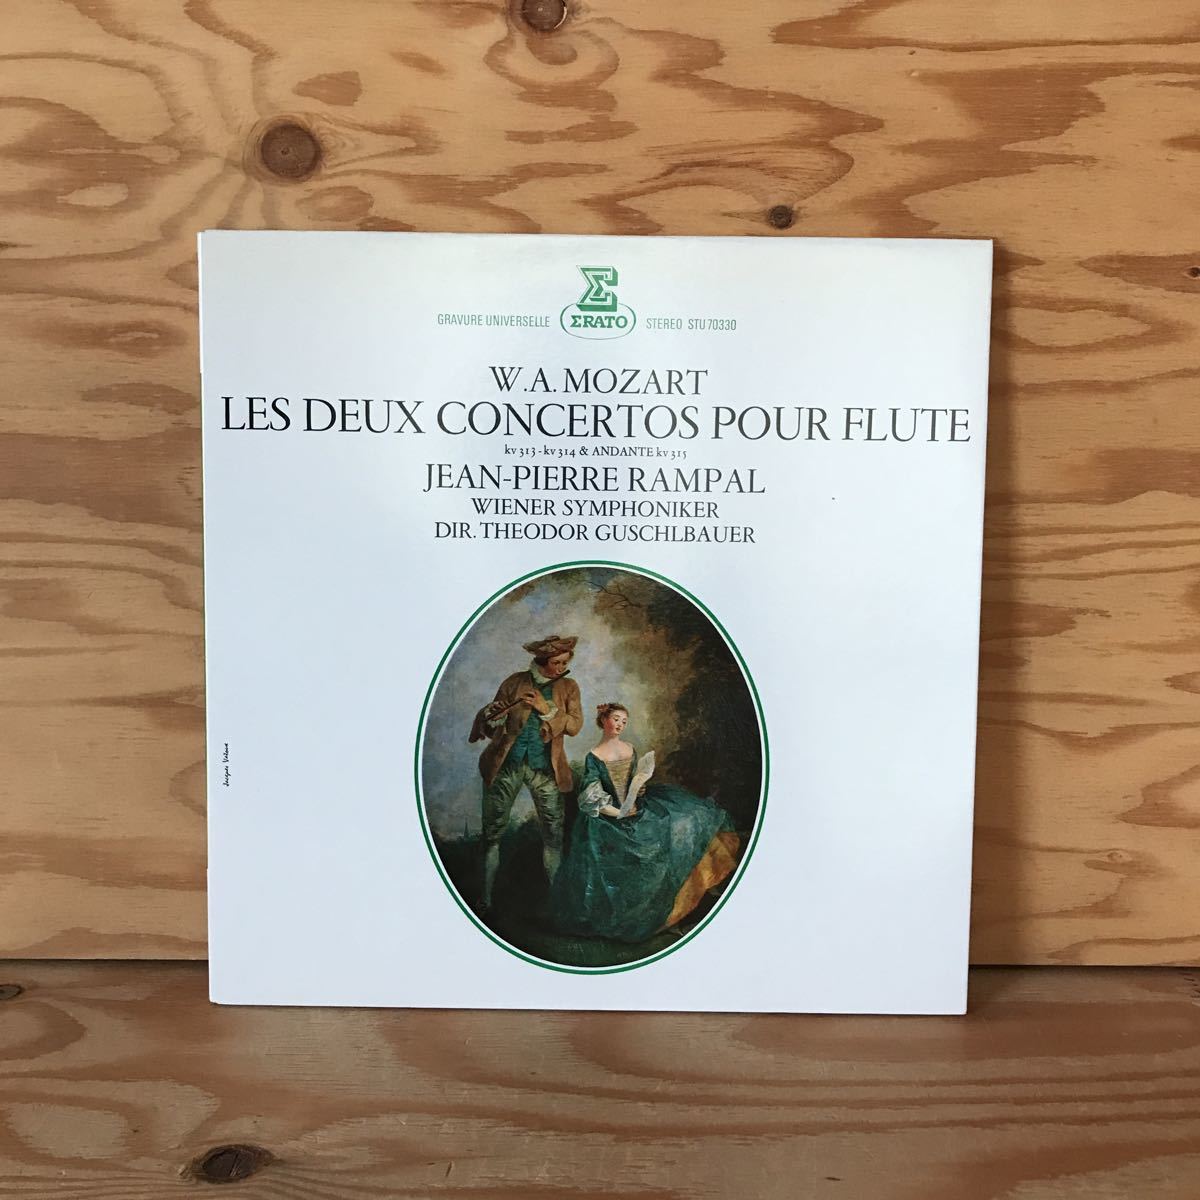 GRAVURE UNIVERSELLE ΣRATO STEREO STU 70330
W.A. MOZART
LES DEUX CONCERTOS POUR FLUTE
kv 313 - kv 314 & ANDANTE kv 315
JEAN-PIERRE RAMPAL
WIENER SYMPHONIKER
DIR. THEODOR GUSCHLBAUER
Jacques